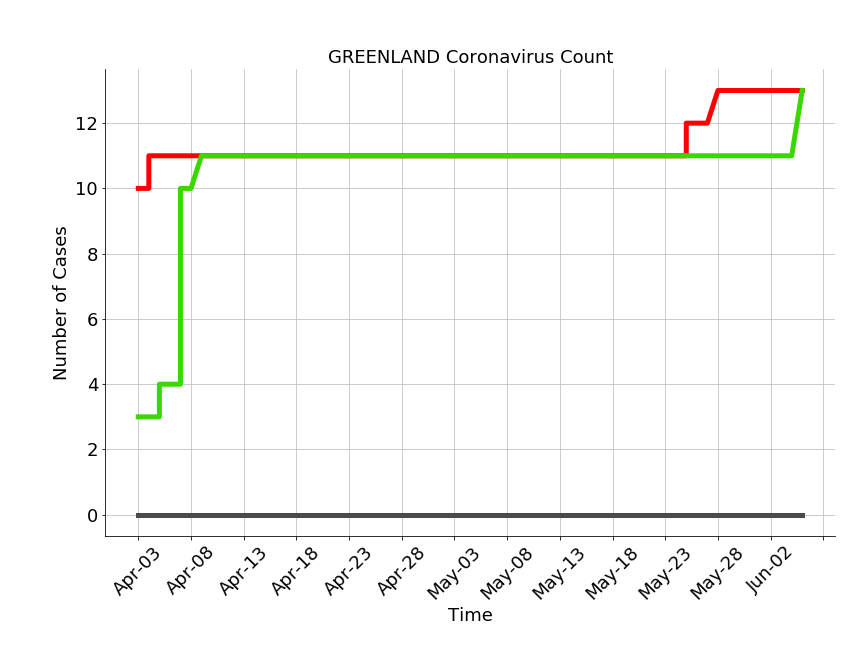 GREENLAND Coronavirus Count
Number of Cases
12
10
8
6
4
2
0
Apr-03
Apr-08
Apr-13
Apr-18
Apr-23
Apr-28
May-03
May-08
May-13
May-18
May-23
May-28
Jun-02
Time